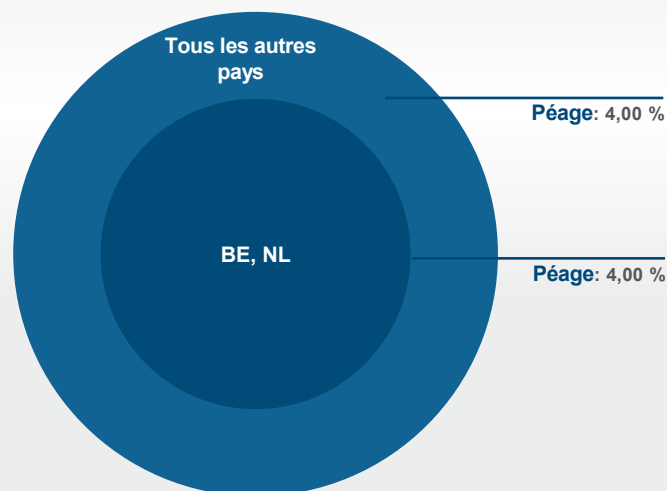 Tous les autres
pays
Péage: 4,00 %
BE, NL
Péage: 4,00 %